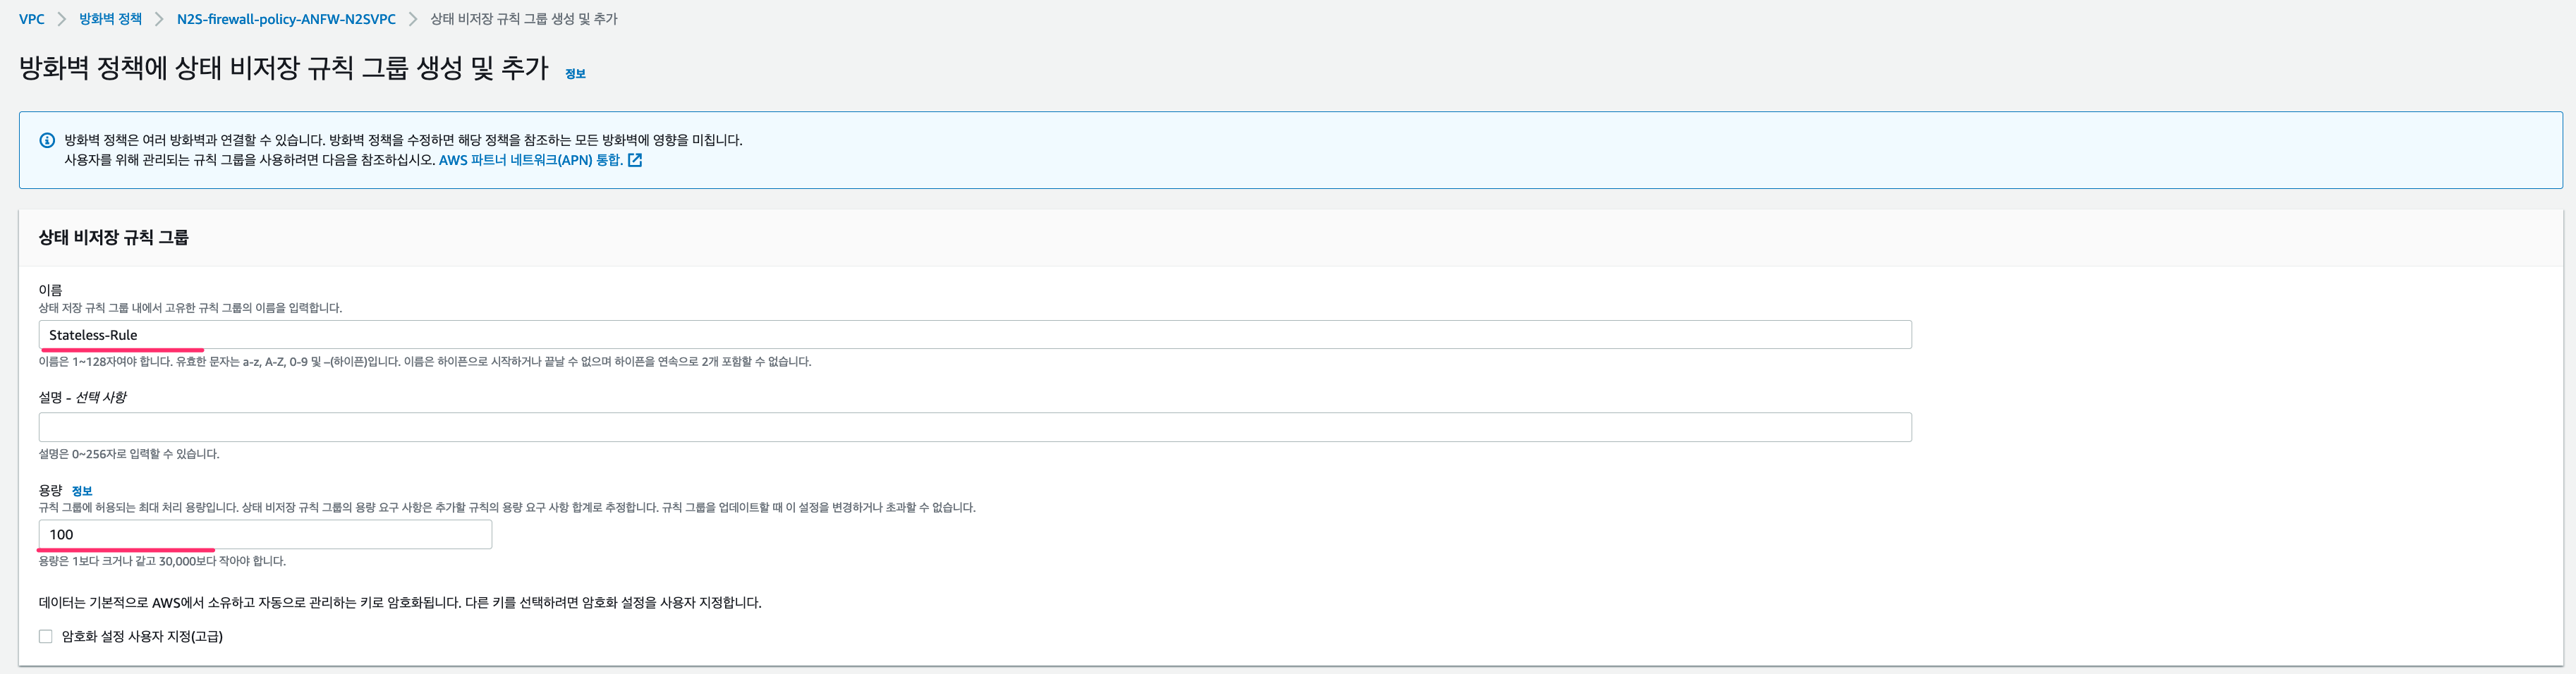 VPC > 방화벽 정책 > N2S-firewall-policy-ANFW-N2SVPC > 상태 비저장 규칙 그룹 생성 및 추가
방화벽 정책에 상태 비저장 규칙 그룹 생성 및 추가 정보
방화벽 정책은 여러 방화벽과 연결할 수 있습니다. 방화벽 정책을 수정하면 해당 정책을 참조하는 모든 방화벽에 영향을 미칩니다.
사용자를 위해 관리되는 규칙 그룹을 사용하려면 다음을 참조하십시오. AWS 파트너 네트워크(APN) 통합.
상태 비저장 규칙 그룹
이름
상태 저장 규칙 그룹 내에서 고유한 규칙 그룹의 이름을 입력합니다.
Stateless-Rule
이름은 1~128자여야 합니다. 유효한 문자는 a-z, A-Z, 0-9 및 –(하이픈)입니다. 이름은 하이픈으로 시작하거나 끝날 수 없으며 하이픈을 연속으로 2개 포함할 수 없습니다.
설명 - 선택 사항
설명은 0~256자로 입력할 수 있습니다.
용량 정보
규칙 그룹에 허용되는 최대 처리 용량입니다. 상태 비저장 규칙 그룹의 용량 요구 사항은 추가할 규칙의 용량 요구 사항 합계로 추정합니다. 규칙 그룹을 업데이트할 때 이 설정을 변경하거나 초과할 수 없습니다.
100
용량은 1보다 크거나 같고 30,000보다 작아야 합니다.
데이터는 기본적으로 AWS에서 소유하고 자동으로 관리하는 키로 암호화됩니다. 다른 키를 선택하려면 암호화 설정을 사용자 지정합니다.
암호화 설정 사용자 지정(고급)